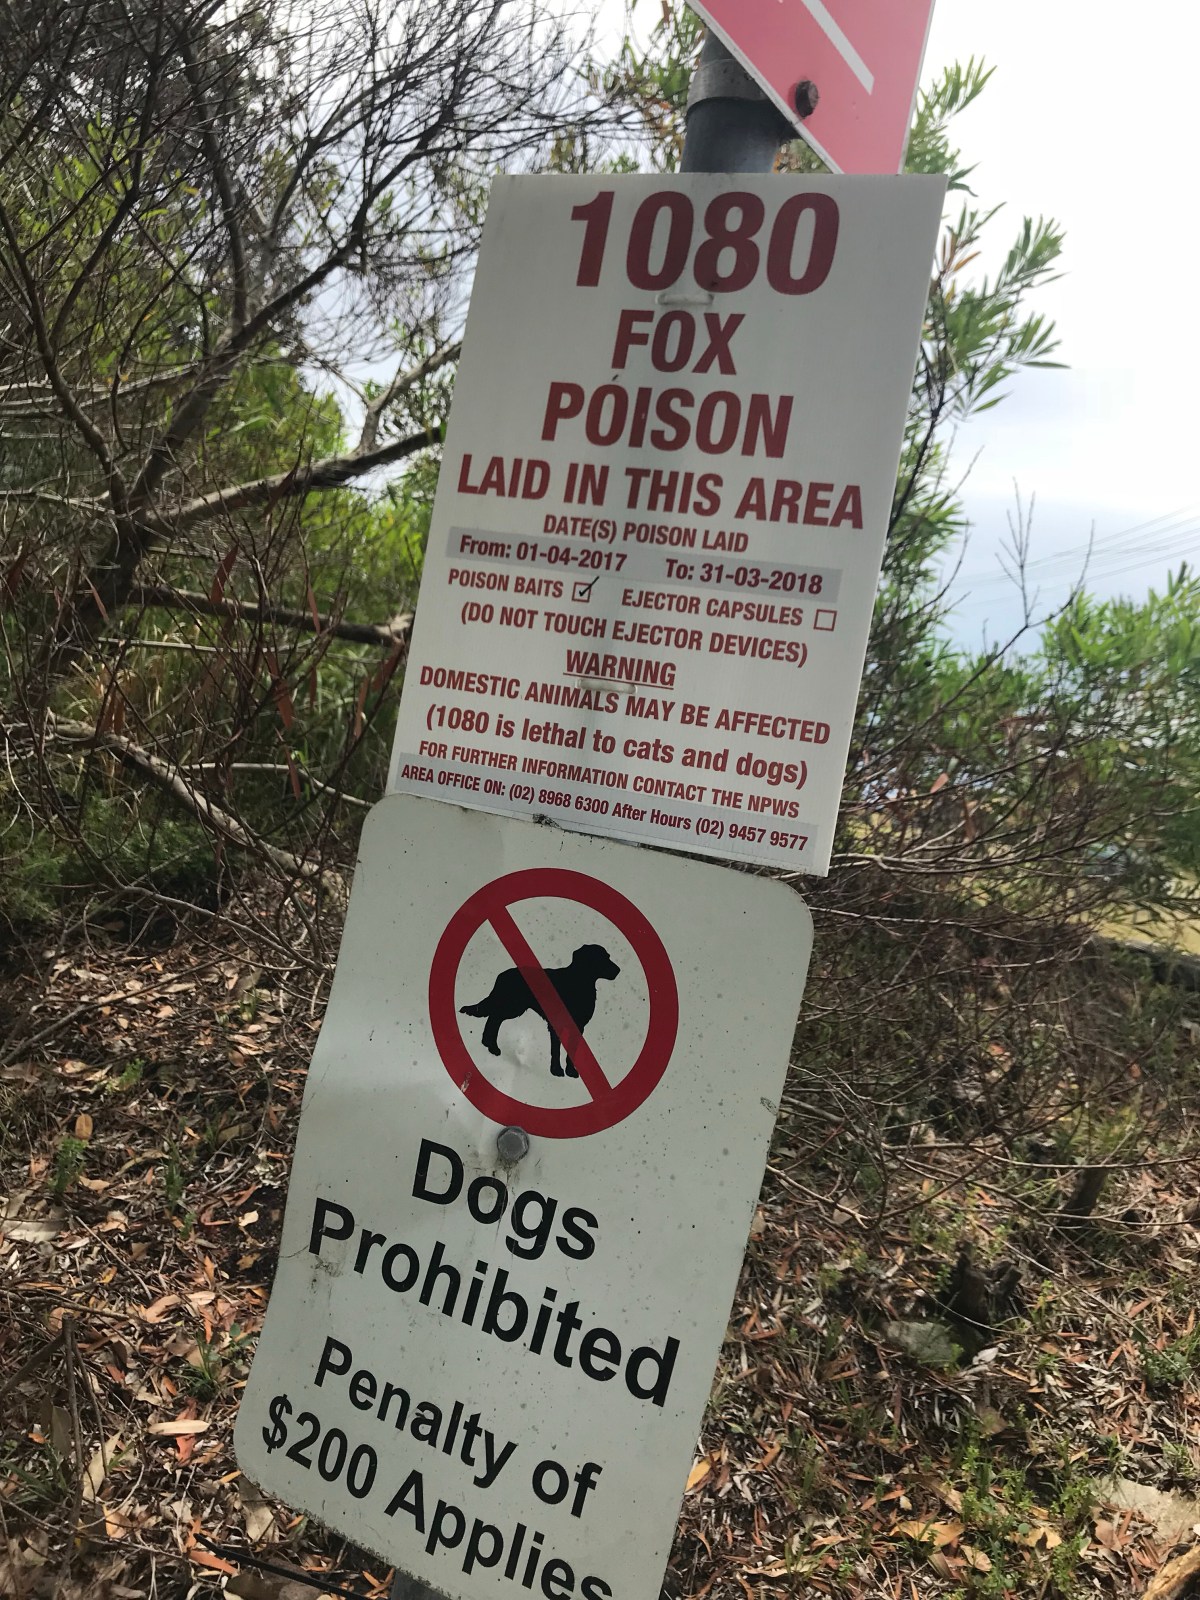 1080
FOX
POISON
LAID IN THIS AREA
DATE(S) POISON LAID
From: 01-04-2017 To: 31-03-2018
POISON BAITS ☑ EJECTOR CAPSULES ☐
(DO NOT TOUCH EJECTOR DEVICES)
WARNING
DOMESTIC ANIMALS MAY BE AFFECTED
(1080 is lethal to cats and dogs)
FOR FURTHER INFORMATION CONTACT THE NPWS
AREA OFFICE ON: (02) 8968 6300 After Hours (02) 9457 9577
Dogs
Prohibited
Penalty of
$200 Applies